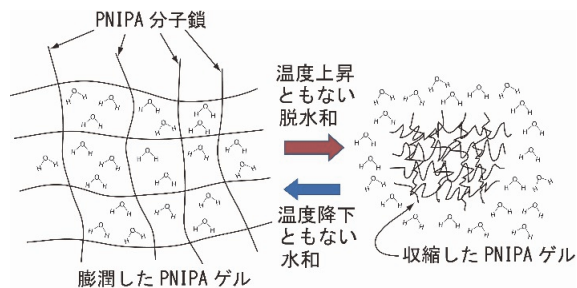 PNIPA 分子鎖
温度上昇
ともない
脱水和
温度降下
ともない
水和
膨潤した PNIPA ゲル
収縮した PNIPA ゲル